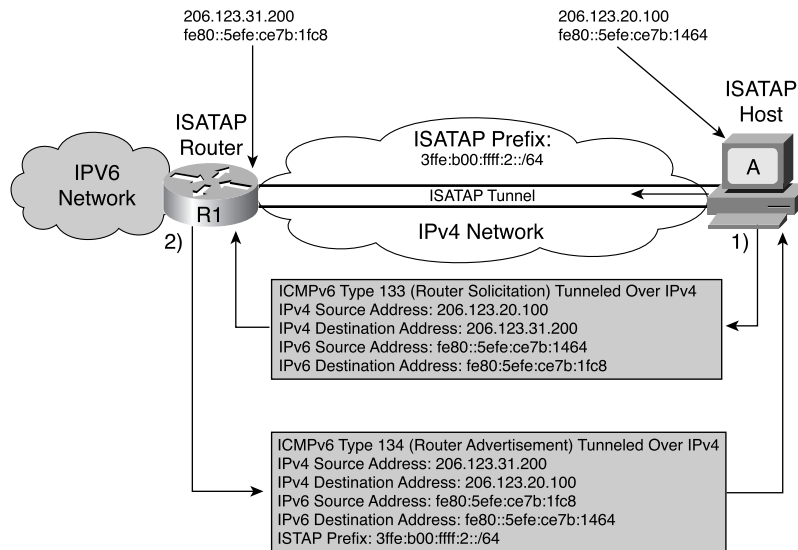 206.123.31.200
fe80::5efe:ce7b:1fc8
206.123.20.100
fe80::5efe:ce7b:1464
ISATAP
Host
ISATAP
Router
ISATAP Prefix:
3ffe:b00:ffff:2::/64
IPV6
Network
A
ISATAP Tunnel
R1
IPv4 Network
2)
1)
ICMPv6 Type 133 (Router Solicitation) Tunneled Over IPv4
IPv4 Source Address: 206.123.20.100
IPv4 Destination Address: 206.123.31.200
IPv6 Source Address: fe80::5efe:ce7b:1464
IPv6 Destination Address: fe80:5efe:ce7b:1fc8
ICMPv6 Type 134 (Router Advertisement) Tunneled Over IPv4
IPv4 Source Address: 206.123.31.200
IPv4 Destination Address: 206.123.20.100
IPv6 Source Address: fe80:5efe:ce7b:1fc8
IPv6 Destination Address: fe80::5efe:ce7b:1464
ISTAP Prefix: 3ffe:b00:ffff:2::/64